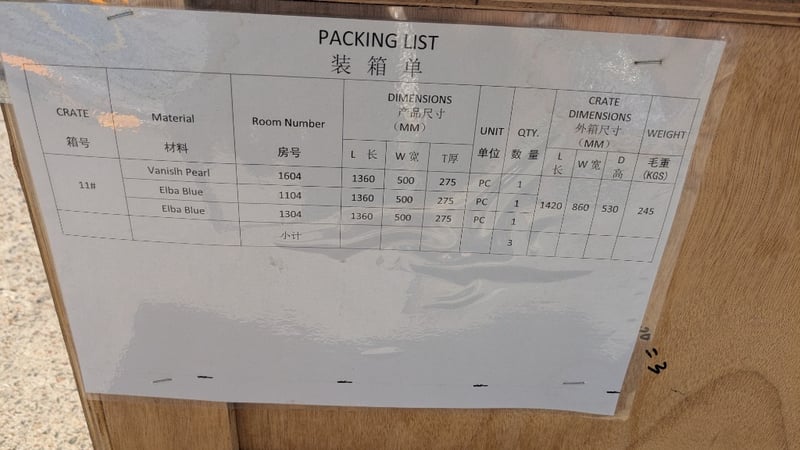 PACKING LIST
装 箱 单
CRATE 箱号 Material 材料 Room Number 房号 DIMENSIONS 产品尺寸 (MM) UNIT 单位 QTY. 数量 CRATE DIMENSIONS 外箱尺寸 (MM) WEIGHT 毛重 (KGS)
L 长 W 宽 T厚 L 长 W 宽 D 高
11# Vanislh Pearl 1604 1360 500 275 PC 1 1420 860 530 245
Elba Blue 1104 1360 500 275 PC 1
Elba Blue 1304 1360 500 275 PC 1
小计 3